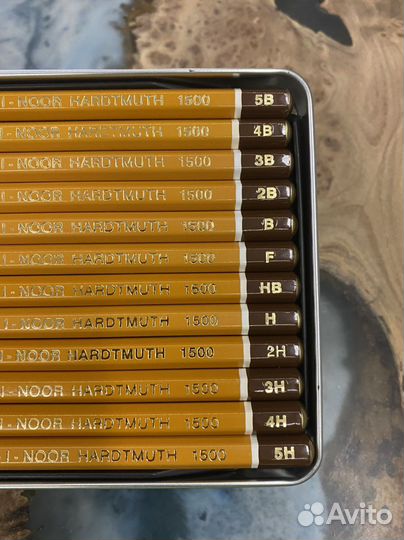 I - NOOR HARDTMUTH 1500 5B
I - NOOR HARDTMUTH 1500 4B
I - NOOR HARDTMUTH 1500 3B
I - NOOR HARDTMUTH 1500 2B
I - NOOR HARDTMUTH 1500 B
I - NOOR HARDTMUTH 1500 F
I - NOOR HARDTMUTH 1500 HB
I - NOOR HARDTMUTH 1500 H
I - NOOR HARDTMUTH 1500 2H
I - NOOR HARDTMUTH 1500 3H
I - NOOR HARDTMUTH 1500 4H
I - NOOR HARDTMUTH 1500 5H
Avito